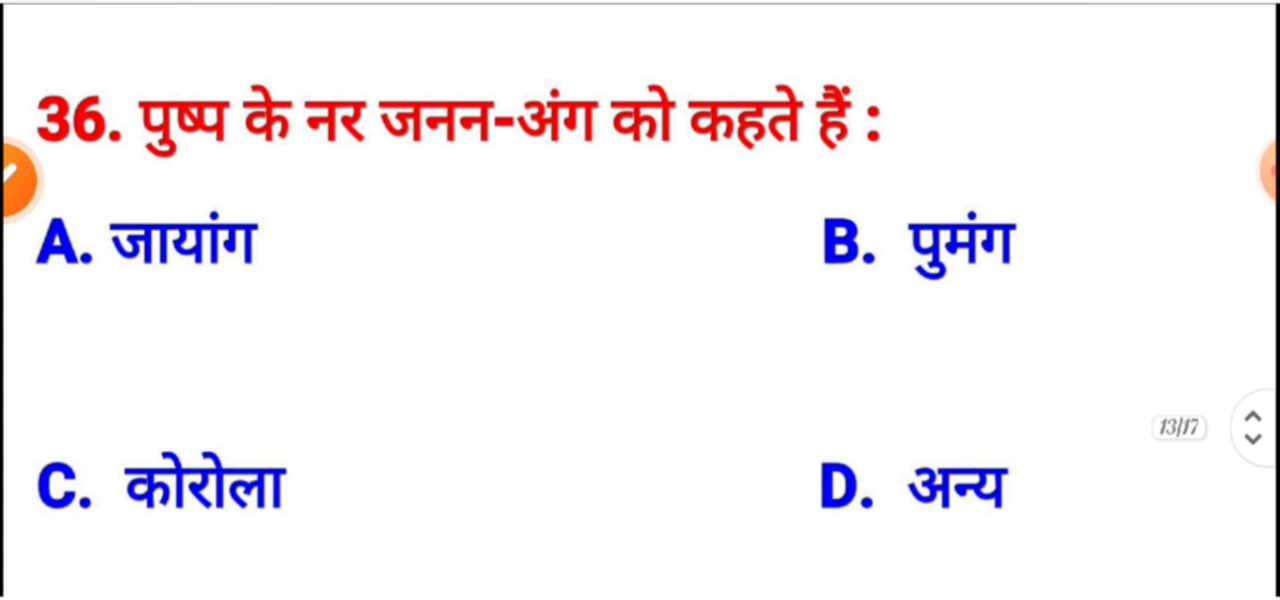 36. पुष्प के नर जनन-अंग को कहते हैं :
A. जायांग B. पुमंग
13/17
C. कोरोला D. अन्य